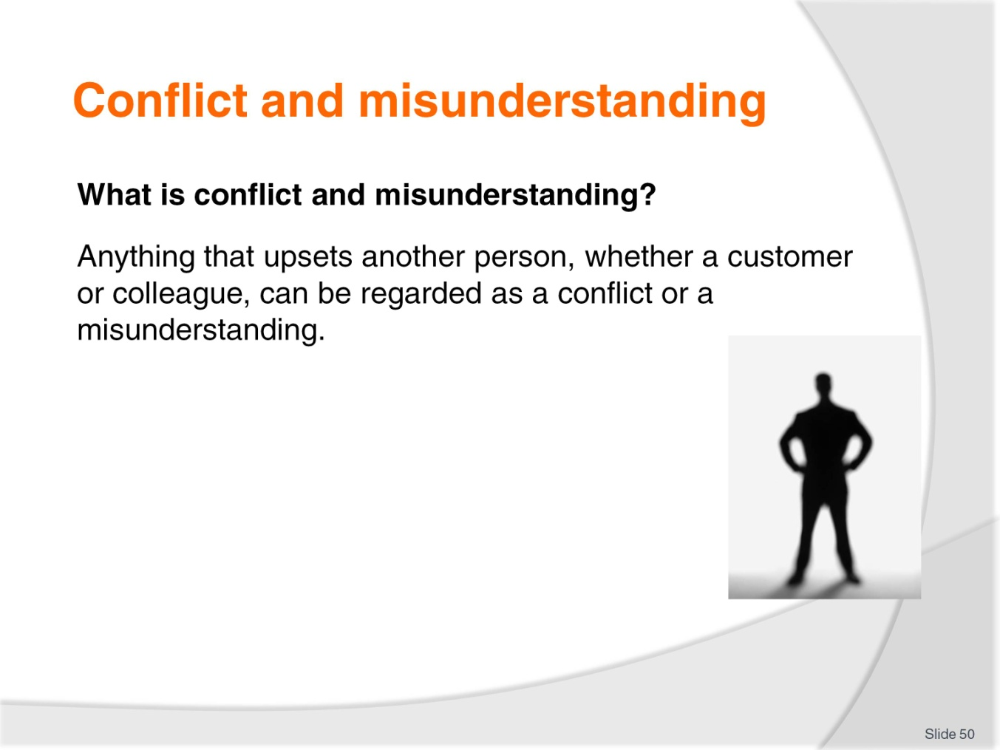 Conflict and misunderstanding
What is conflict and misunderstanding?
Anything that upsets another person, whether a customer
or colleague, can be regarded as a conflict or a
misunderstanding.
Slide 50